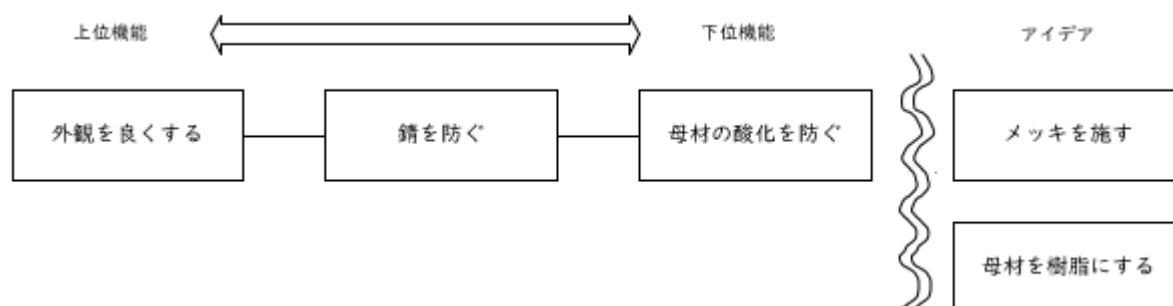 上位機能
下位機能
アイデア
外観を良くする
錆を防ぐ
母材の酸化を防ぐ
メッキを施す
母材を樹脂にする